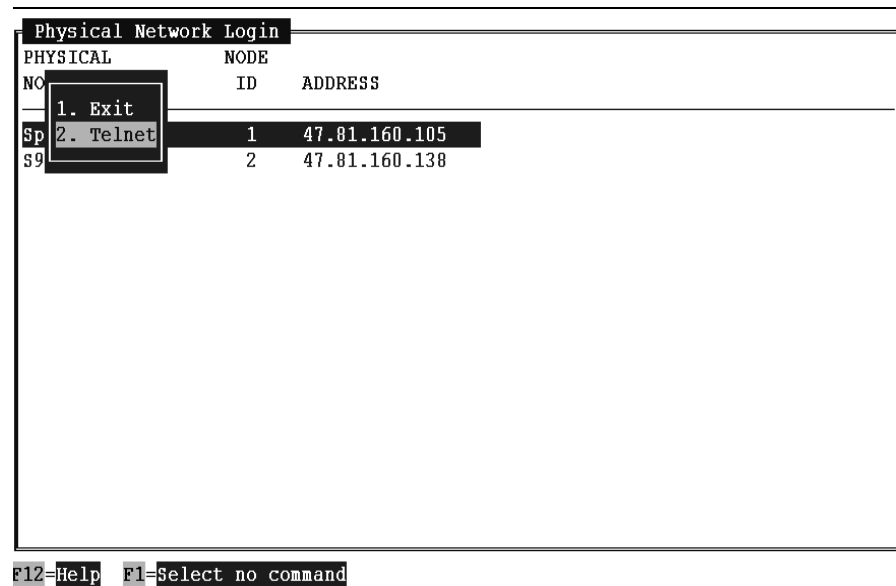 Physical Network Login
PHYSICAL NODE
NO ID ADDRESS
1. Exit
Sp 2. Telnet 1 47.81.160.105
S9 2 47.81.160.138
F12=Help F1=Select no command